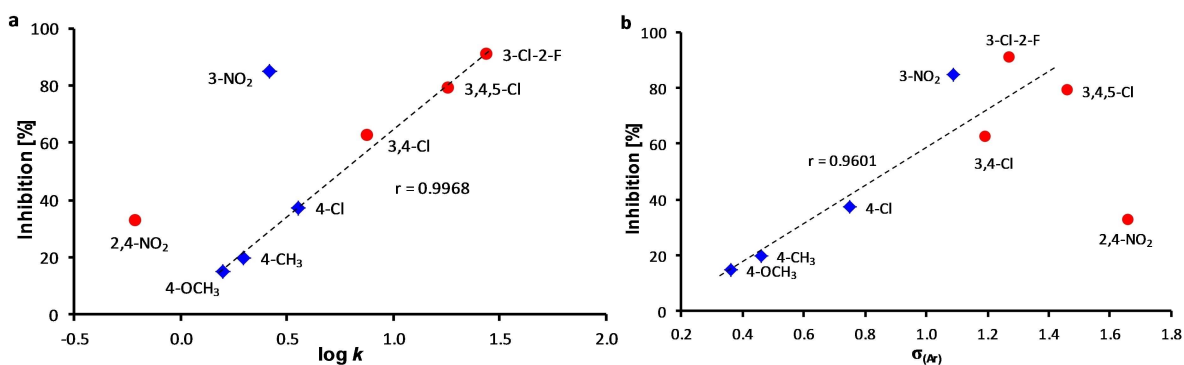 a
100
80
60
40
20
0
-0.5
0.0
0.5
1.0
1.5
2.0
Inhibition [%]
log k
3-NO₂
3-Cl-2-F
3,4,5-Cl
3,4-Cl
r = 0.9968
4-Cl
2,4-NO₂
4-CH₃
4-OCH₃
b
100
80
60
40
20
0
0.2
0.4
0.6
0.8
1.0
1.2
1.4
1.6
1.8
Inhibition [%]
σ(Ar)
3-Cl-2-F
3-NO₂
3,4,5-Cl
r = 0.9601
3,4-Cl
4-Cl
2,4-NO₂
4-CH₃
4-OCH₃